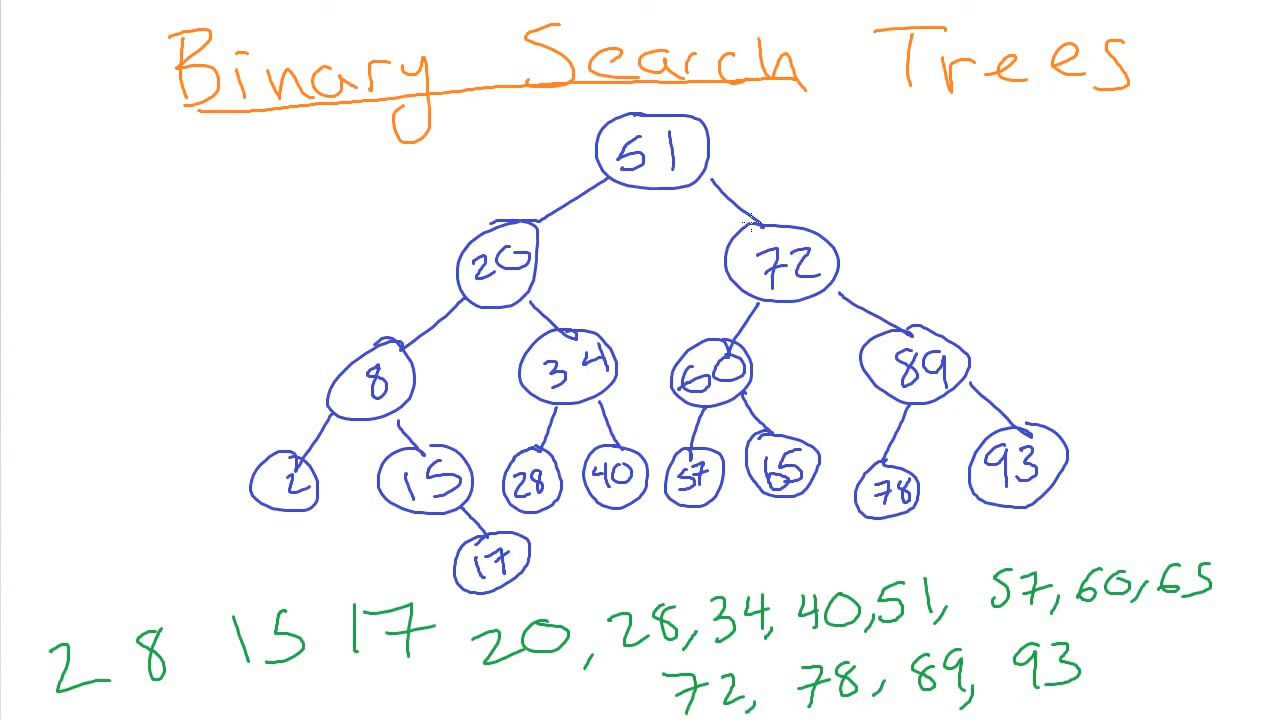 Binary Search Trees
51
20 72
8 34 60 89
2 15 28 40 57 65 78 93
17
2 8 15 17 20, 28, 34, 40, 51, 57, 60, 65
72, 78, 89, 93